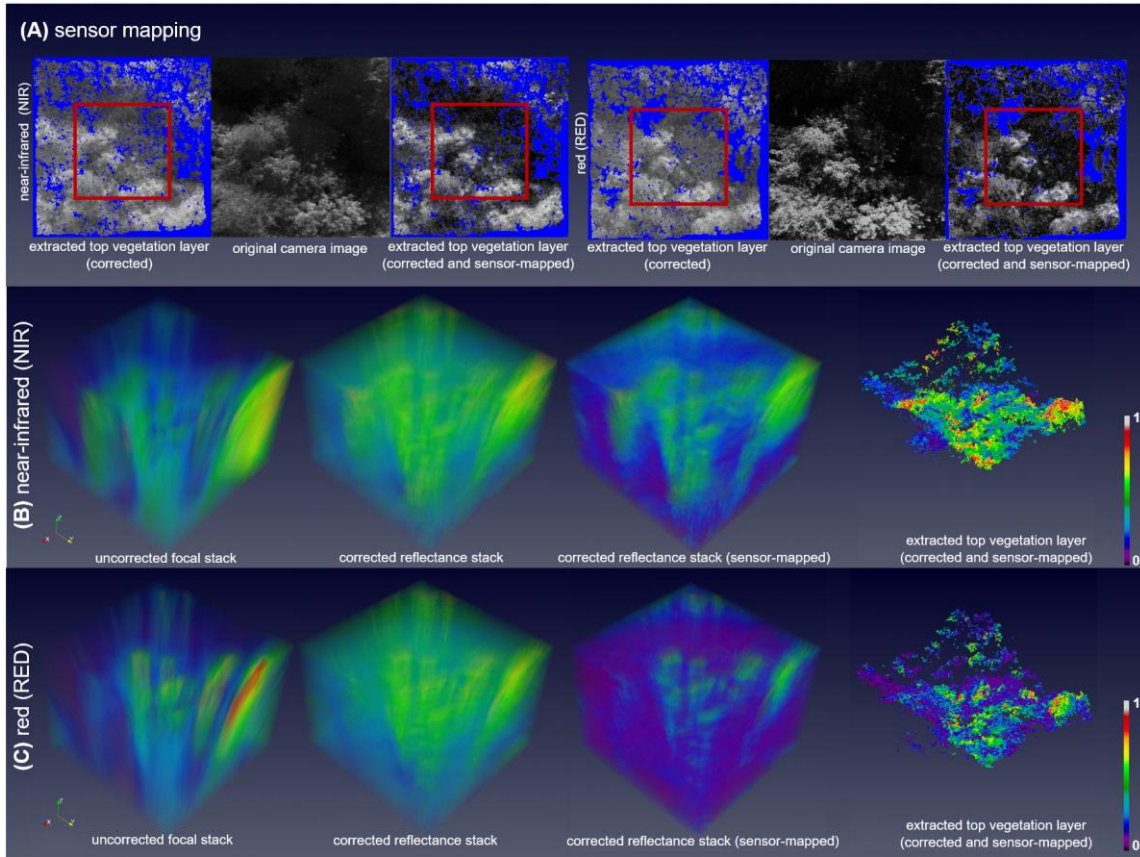 (A) sensor mapping
near-infrared (NIR)
extracted top vegetation layer
(corrected)
original camera image
extracted top vegetation layer
(corrected and sensor-mapped)
red (RED)
extracted top vegetation layer
(corrected)
original camera image
extracted top vegetation layer
(corrected and sensor-mapped)
(B) near-infrared (NIR)
uncorrected focal stack
corrected reflectance stack
corrected reflectance stack (sensor-mapped)
extracted top vegetation layer
(corrected and sensor-mapped)
1
0
(C) red (RED)
uncorrected focal stack
corrected reflectance stack
corrected reflectance stack (sensor-mapped)
extracted top vegetation layer
(corrected and sensor-mapped)
1
0